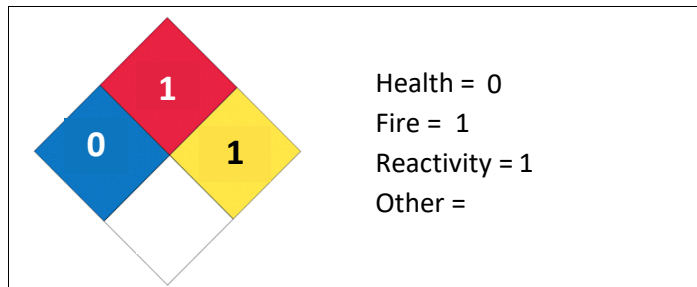 1
0
1
Health = 0
Fire = 1
Reactivity = 1
Other =